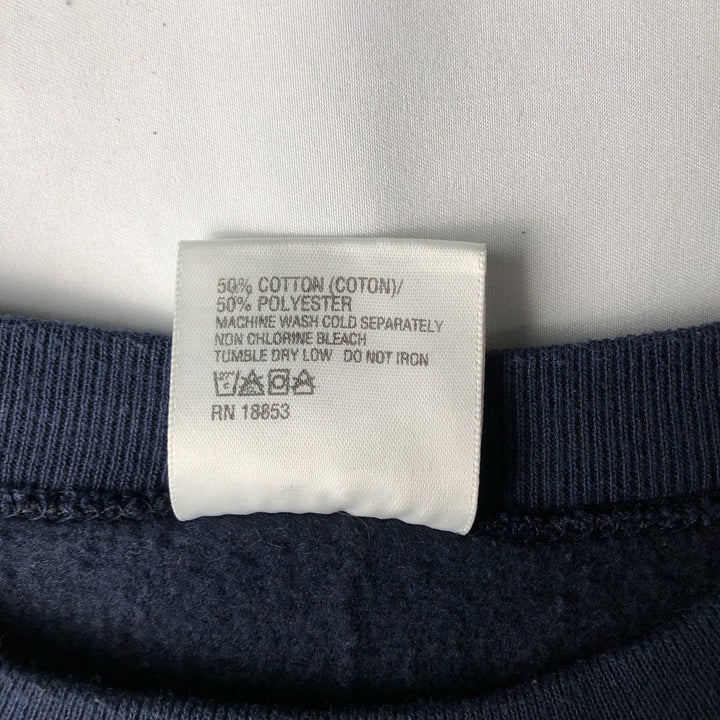 50% COTTON (COTON)/
50% POLYESTER
MACHINE WASH COLD SEPARATELY
NON CHLORINE BLEACH
TUMBLE DRY LOW DO NOT IRON
RN 18853